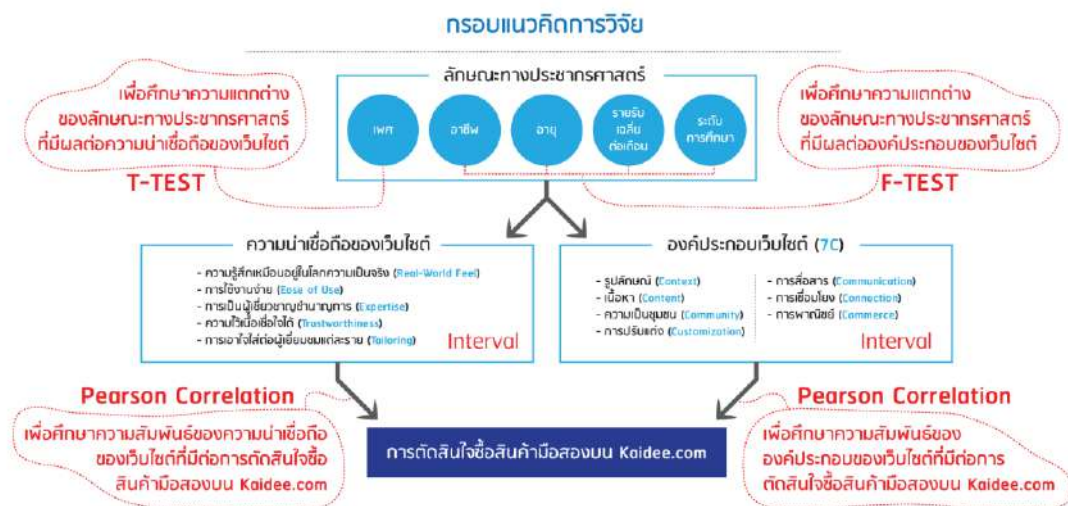 กรอบแนวคิดการวิจัย
ลักษณะทางประชากรศาสตร์
เพศ
อาชีพ
อายุ
รายรับ
เฉลี่ย
ต่อเดือน
ระดับ
การศึกษา
เพื่อศึกษาความแตกต่าง
ของลักษณะทางประชากรศาสตร์
ที่มีผลต่อความน่าเชื่อถือของเว็บไซต์
T-TEST
เพื่อศึกษาความแตกต่าง
ของลักษณะทางประชากรศาสตร์
ที่มีผลต่อองค์ประกอบของเว็บไซต์
F-TEST
ความน่าเชื่อถือของเว็บไซต์
- ความรู้สึกเหมือนอยู่ในโลกความเป็นจริง (Real-World Feel)
- การใช้งานง่าย (Ease of Use)
- การเป็นผู้เชี่ยวชาญชำนาญการ (Expertise)
- ความไว้เนื้อเชื่อใจได้ (Trustworthiness)
- การเอาใจใส่ต่อผู้เยี่ยมชมแต่ละราย (Tailoring)
Interval
องค์ประกอบเว็บไซต์ (7C)
- รูปลักษณ์ (Context)
- เนื้อหา (Content)
- ความเป็นชุมชน (Community)
- การปรับแต่ง (Customization)
- การสื่อสาร (Communication)
- การเชื่อมโยง (Connection)
- การพาณิชย์ (Commerce)
Interval
Pearson Correlation
เพื่อศึกษาความสัมพันธ์ของความน่าเชื่อถือ
ของเว็บไซต์ที่มีต่อการตัดสินใจซื้อ
สินค้ามือสองบน Kaidee.com
การตัดสินใจซื้อสินค้ามือสองบน Kaidee.com
Pearson Correlation
เพื่อศึกษาความสัมพันธ์ของ
องค์ประกอบของเว็บไซต์ที่มีต่อการ
ตัดสินใจซื้อสินค้ามือสองบน Kaidee.com